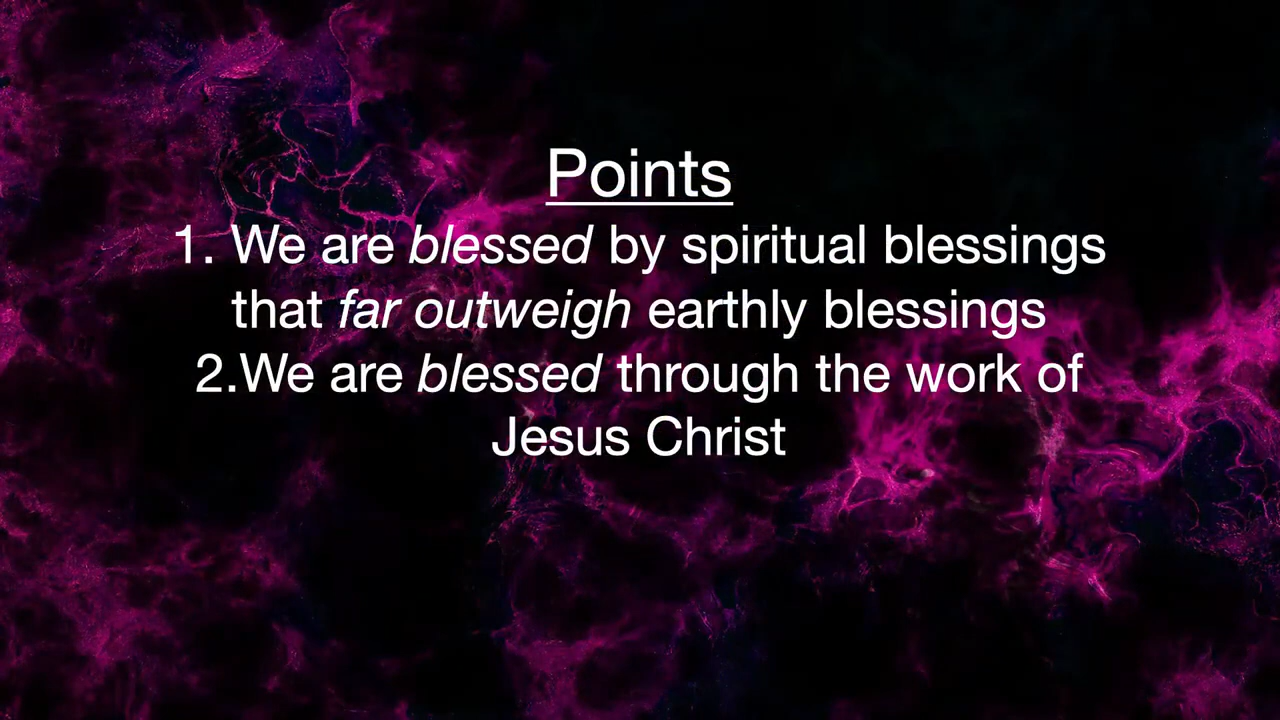 Points
1. We are blessed by spiritual blessings
that far outweigh earthly blessings
2.We are blessed through the work of
Jesus Christ